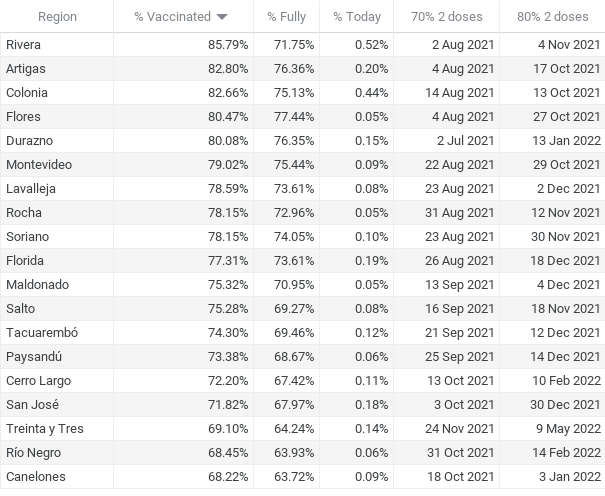 Region % Vaccinated % Fully % Today 70% 2 doses 80% 2 doses
Rivera 85.79% 71.75% 0.52% 2 Aug 2021 4 Nov 2021
Artigas 82.80% 76.36% 0.20% 4 Aug 2021 17 Oct 2021
Colonia 82.66% 75.13% 0.44% 14 Aug 2021 13 Oct 2021
Flores 80.47% 77.44% 0.05% 4 Aug 2021 27 Oct 2021
Durazno 80.08% 76.35% 0.15% 2 Jul 2021 13 Jan 2022
Montevideo 79.02% 75.44% 0.09% 22 Aug 2021 29 Oct 2021
Lavalleja 78.59% 73.61% 0.08% 23 Aug 2021 2 Dec 2021
Rocha 78.15% 72.96% 0.05% 31 Aug 2021 12 Nov 2021
Soriano 78.15% 74.05% 0.10% 23 Aug 2021 30 Nov 2021
Florida 77.31% 73.61% 0.19% 26 Aug 2021 18 Dec 2021
Maldonado 75.32% 70.95% 0.05% 13 Sep 2021 4 Dec 2021
Salto 75.28% 69.27% 0.08% 16 Sep 2021 18 Nov 2021
Tacuarembó 74.30% 69.46% 0.12% 21 Sep 2021 12 Dec 2021
Paysandú 73.38% 68.67% 0.06% 25 Sep 2021 14 Dec 2021
Cerro Largo 72.20% 67.42% 0.11% 13 Oct 2021 10 Feb 2022
San José 71.82% 67.97% 0.18% 3 Oct 2021 30 Dec 2021
Treinta y Tres 69.10% 64.24% 0.14% 24 Nov 2021 9 May 2022
Río Negro 68.45% 63.93% 0.06% 31 Oct 2021 14 Feb 2022
Canelones 68.22% 63.72% 0.09% 18 Oct 2021 3 Jan 2022